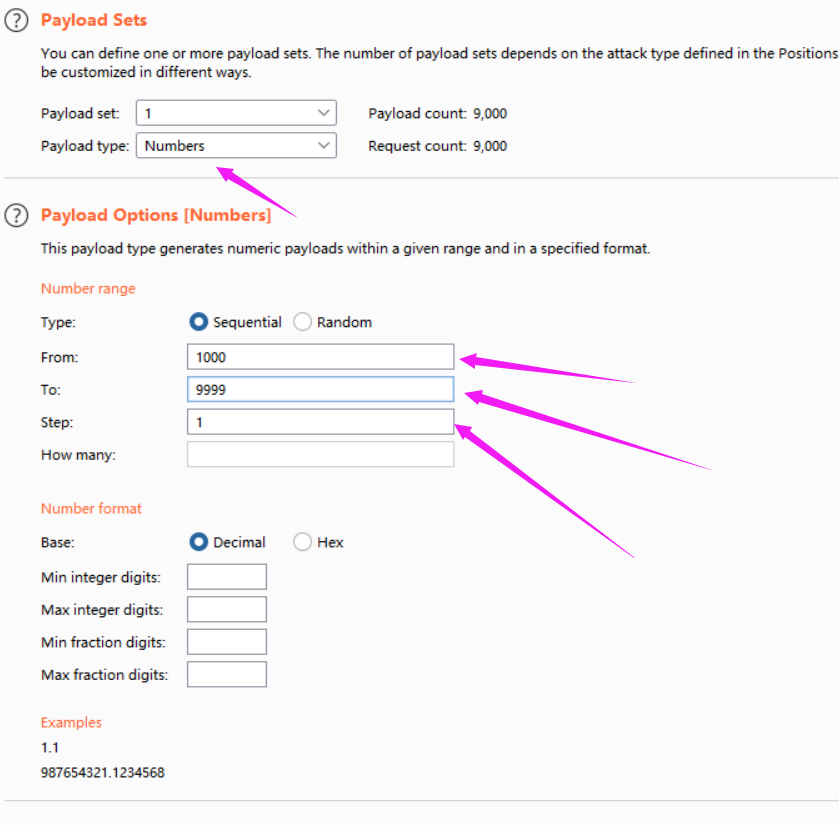 Payload Sets
You can define one or more payload sets. The number of payload sets depends on the attack type defined in the Positions
be customized in different ways.
Payload set: 1 Payload count: 9,000
Payload type: Numbers Request count: 9,000
Payload Options [Numbers]
This payload type generates numeric payloads within a given range and in a specified format.
Number range
Type: Sequential Random
From: 1000
To: 9999
Step: 1
How many:
Number format
Base: Decimal Hex
Min integer digits:
Max integer digits:
Min fraction digits:
Max fraction digits:
Examples
1.1
987654321.1234568